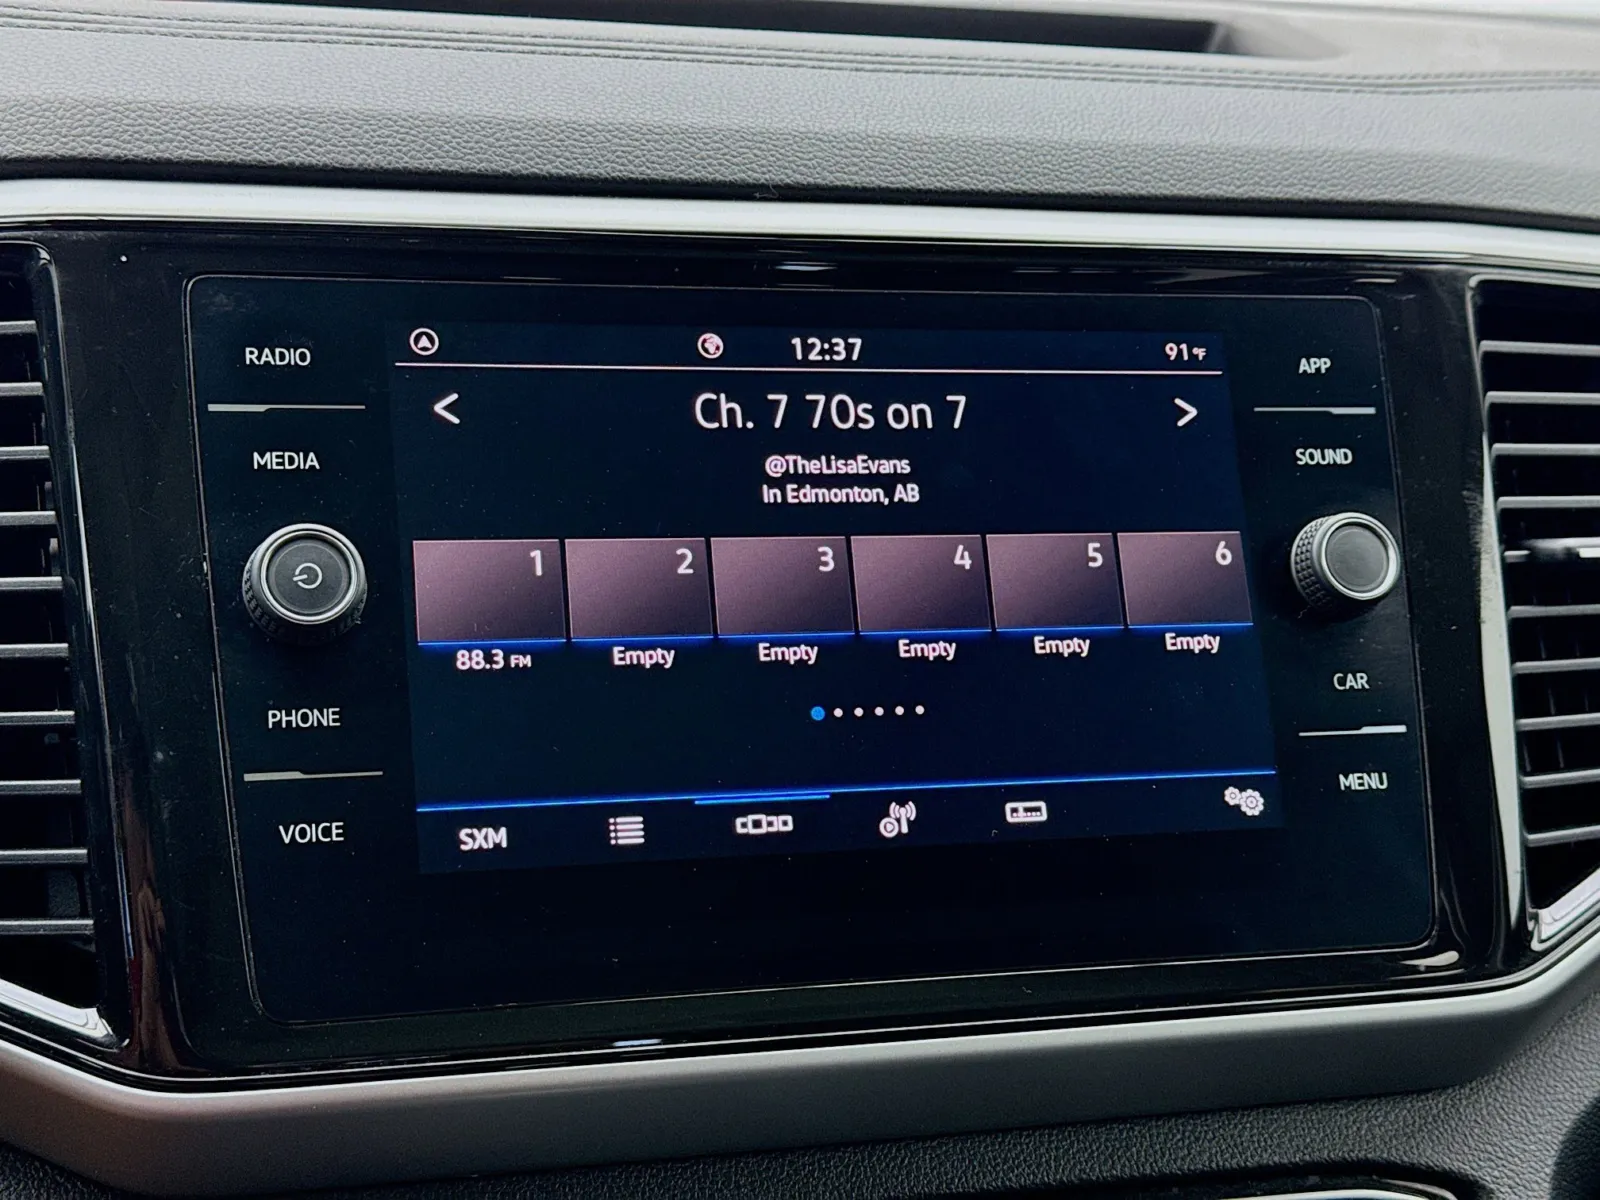 RADIO
MEDIA
PHONE
VOICE
12:37
91°F
< Ch. 7 70s on 7 >
@TheLisaEvans
In Edmonton, AB
1 2 3 4 5 6
88.3 FM Empty Empty Empty Empty Empty
SXM
APP
SOUND
CAR
MENU